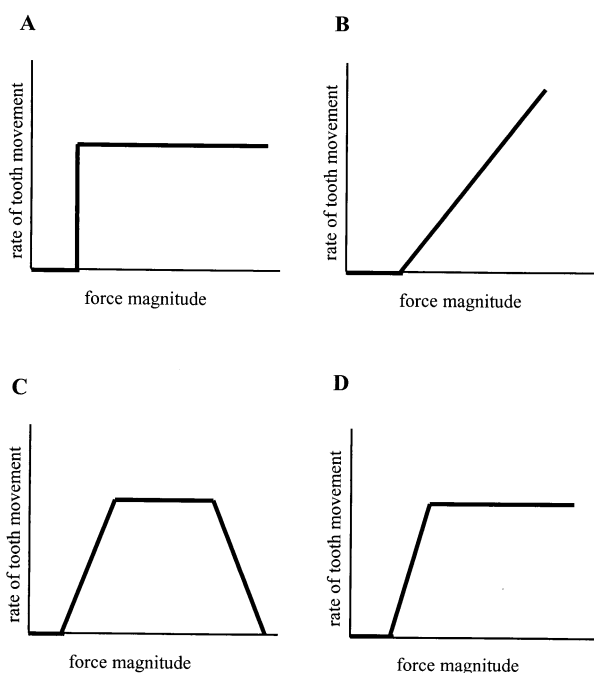 A
B
rate of tooth movement
force magnitude
rate of tooth movement
force magnitude
C
D
rate of tooth movement
force magnitude
rate of tooth movement
force magnitude